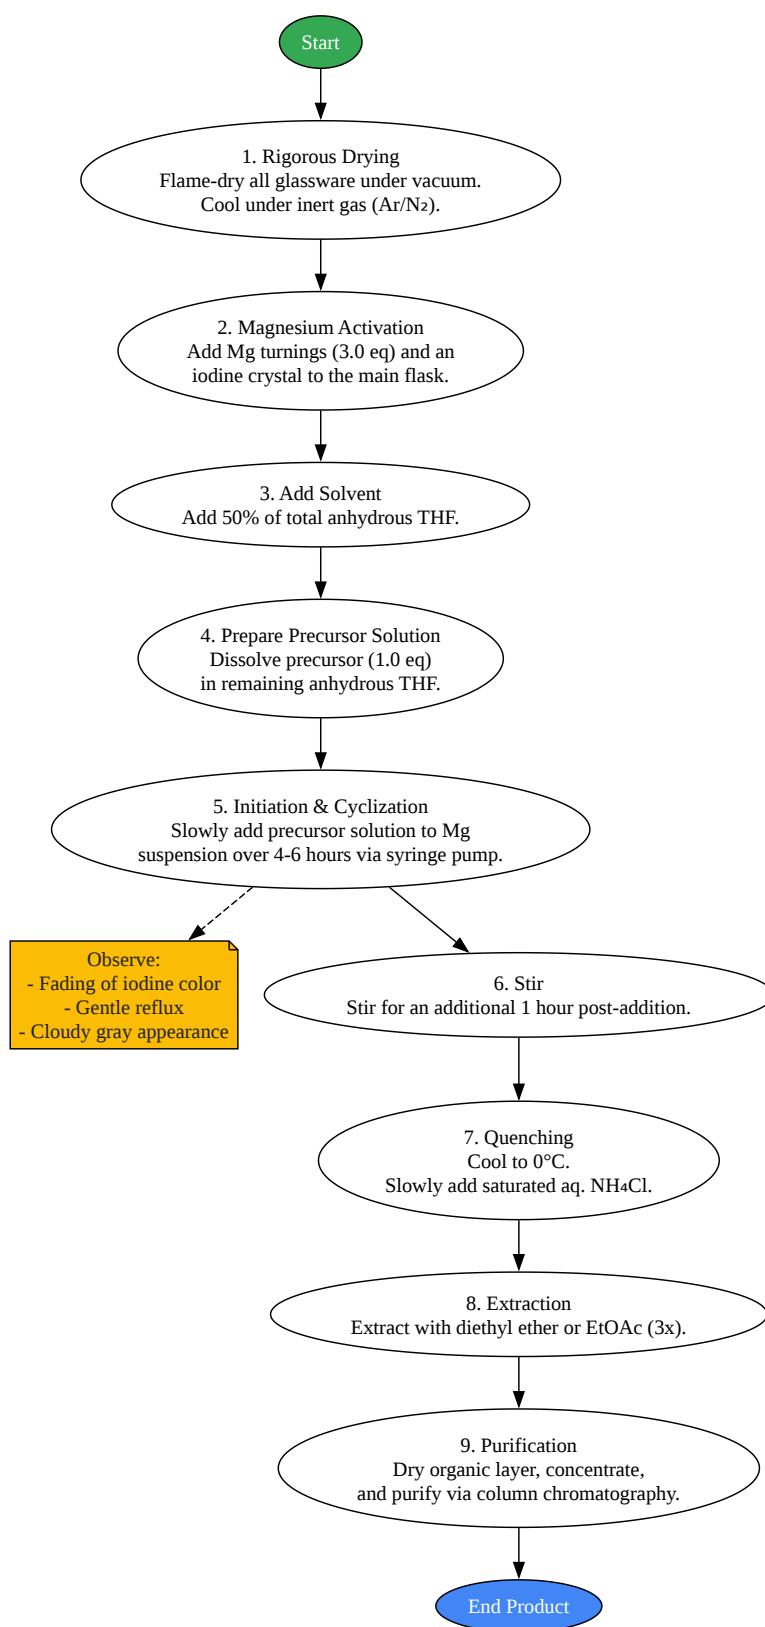 Start
1. Rigorous Drying
Flame-dry all glassware under vacuum.
Cool under inert gas (Ar/N₂).
2. Magnesium Activation
Add Mg turnings (3.0 eq) and an
iodine crystal to the main flask.
3. Add Solvent
Add 50% of total anhydrous THF.
4. Prepare Precursor Solution
Dissolve precursor (1.0 eq)
in remaining anhydrous THF.
5. Initiation & Cyclization
Slowly add precursor solution to Mg
suspension over 4-6 hours via syringe pump.
Observe:
- Fading of iodine color
- Gentle reflux
- Cloudy gray appearance
6. Stir
Stir for an additional 1 hour post-addition.
7. Quenching
Cool to 0°C.
Slowly add saturated aq. NH₄Cl.
8. Extraction
Extract with diethyl ether or EtOAc (3x).
9. Purification
Dry organic layer, concentrate,
and purify via column chromatography.
End Product